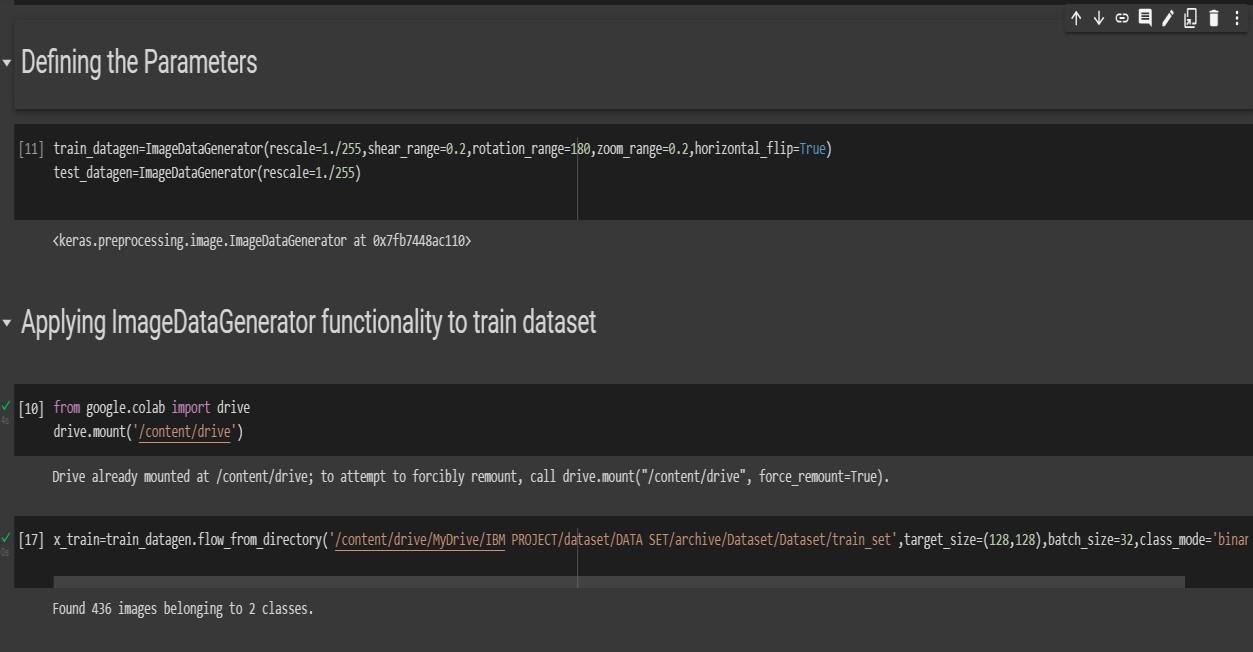 Defining the Parameters
[11] train_datagen=ImageDataGenerator(rescale=1./255,shear_range=0.2,rotation_range=180,zoom_range=0.2,horizontal_flip=True)
test_datagen=ImageDataGenerator(rescale=1./255)
<keras.preprocessing.image.ImageDataGenerator at 0x7fb7448ac110>
Applying ImageDataGenerator functionality to train dataset
[10] from google.colab import drive
4s
drive.mount('/content/drive')
Drive already mounted at /content/drive; to attempt to forcibly remount, call drive.mount("/content/drive", force_remount=True).
[17] x_train=train_datagen.flow_from_directory('/content/drive/MyDrive/IBM PROJECT/dataset/DATA SET/archive/Dataset/Dataset/train_set',target_size=(128,128),batch_size=32,class_mode='binar
0s
Found 436 images belonging to 2 classes.